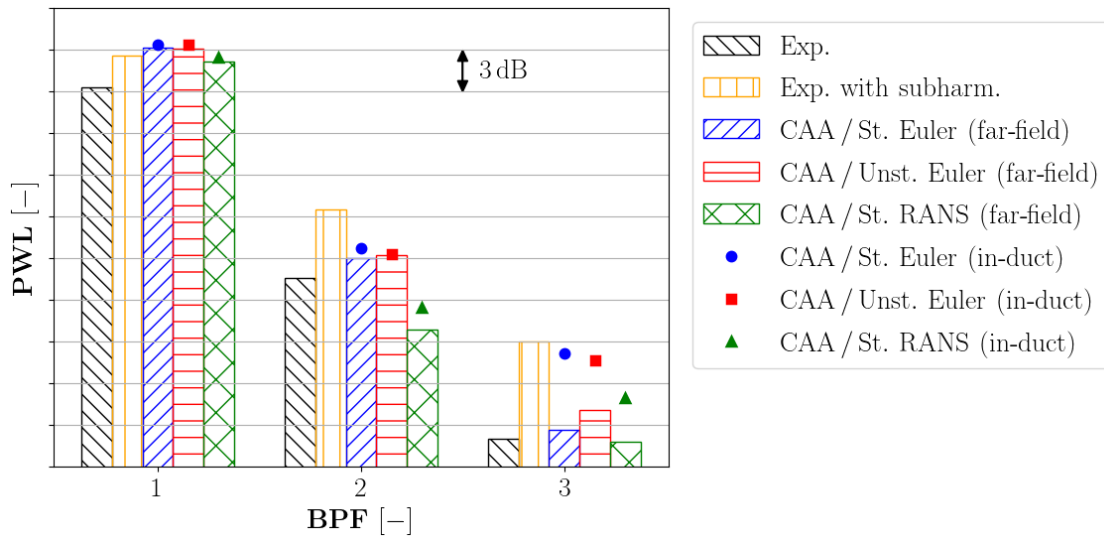 PWL [−]
3 dB
1
2
3
BPF [−]
Exp.
Exp. with subharm.
CAA / St. Euler (far-field)
CAA / Unst. Euler (far-field)
CAA / St. RANS (far-field)
CAA / St. Euler (in-duct)
CAA / Unst. Euler (in-duct)
CAA / St. RANS (in-duct)